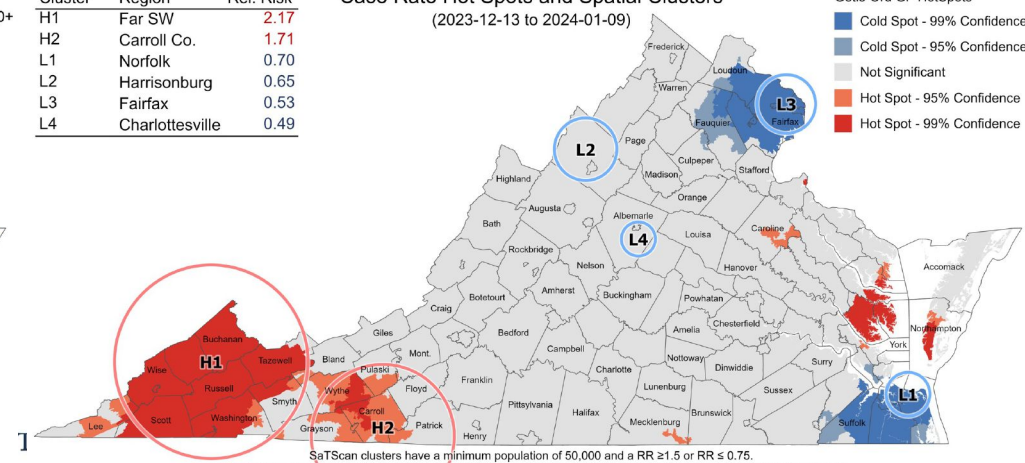 Cluster Region Rel. Risk
H1 Far SW 2.17
H2 Carroll Co. 1.71
L1 Norfolk 0.70
L2 Harrisonburg 0.65
L3 Fairfax 0.53
L4 Charlottesville 0.49
0+
Case Rate Hot Spots and Spatial Clusters
(2023-12-13 to 2024-01-09)
Cold Spot - 99% Confidence
Cold Spot - 95% Confidence
Not Significant
Hot Spot - 95% Confidence
Hot Spot - 99% Confidence
Frederick
Loudoun
Warren
L3
Fauquier
Fairfax
Page
L2
Culpeper
Stafford
Madison
Highland
Orange
Augusta
Albemarle
Bath
Caroline
L4
Louisa
Rockbridge
Nelson
Hanover
Accomack
Amherst
Buckingham
Botetourt
Powhatan
Craig
Northampton
Chesterfield
Amelia
Giles
Bedford
Buchanan
York
Campbell
Mont.
Bland
Tazewell
H1
Nottoway
Surry
Charlotte
Dinwiddie
Wise
Pulaski
Franklin
Lunenburg
Russell
Wythe
Floyd
Sussex
L1
Smyth
Pittsylvania
Halifax
Carroll
Brunswick
Scott
Washington
Patrick
Mecklenburg
Suffolk
Lee
Grayson
H2
Henry
]
SaTScan clusters have a minimum population of 50,000 and a RR ≥1.5 or RR ≤ 0.75.